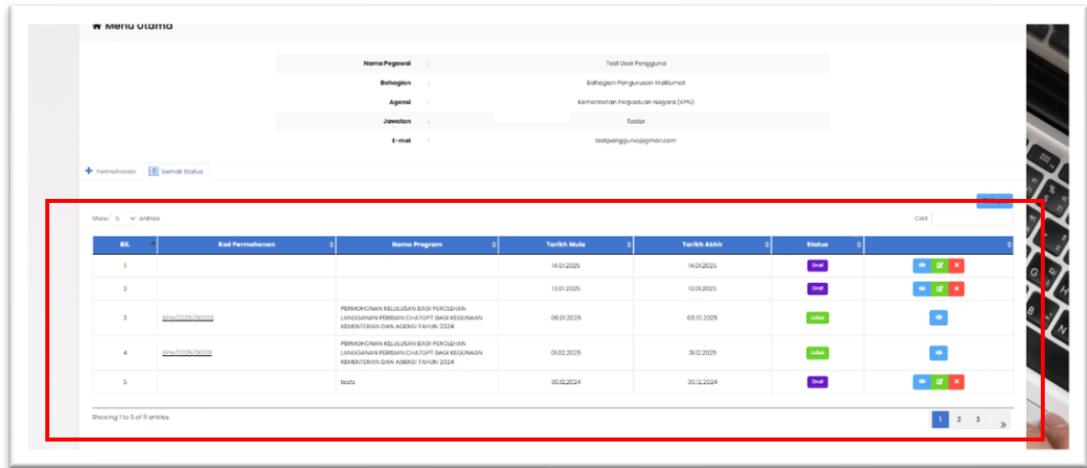 Menu Utama
Nama Pegawai : Test User Pengguna
Bahagian : Bahagian Pengurusan Maklumat
Agensi : Kementerian Perpaduan Negara (KPN)
Jawatan : Tester
E-mel : testpengguna@gmail.com
Permohonan Semak Status
Show 5 entries Cari
Bil. Kod Permohonan Nama Program Tarikh Mula Tarikh Akhir Status
1 14.01.2025 14.01.2025 Draf
2 13.01.2025 13.01.2025 Draf
3 PERMOHONAN KELULUSAN BAGI PEROLEHAN
LANGGANAN PERISIAN CHATGPT BAGI KEGUNAAN
KEMENTERIAN DAN AGENSI TAHUN 2024
08.01.2025 08.01.2025 Lulus
4 PERMOHONAN KELULUSAN BAGI PEROLEHAN
LANGGANAN PERISIAN CHATGPT BAGI KEGUNAAN
KEMENTERIAN DAN AGENSI TAHUN 2024
01.02.2025 31.12.2025 Lulus
5 tests 30.12.2024 30.12.2024 Draf
Showing 1 to 5 of 11 entries 1 2 3 »